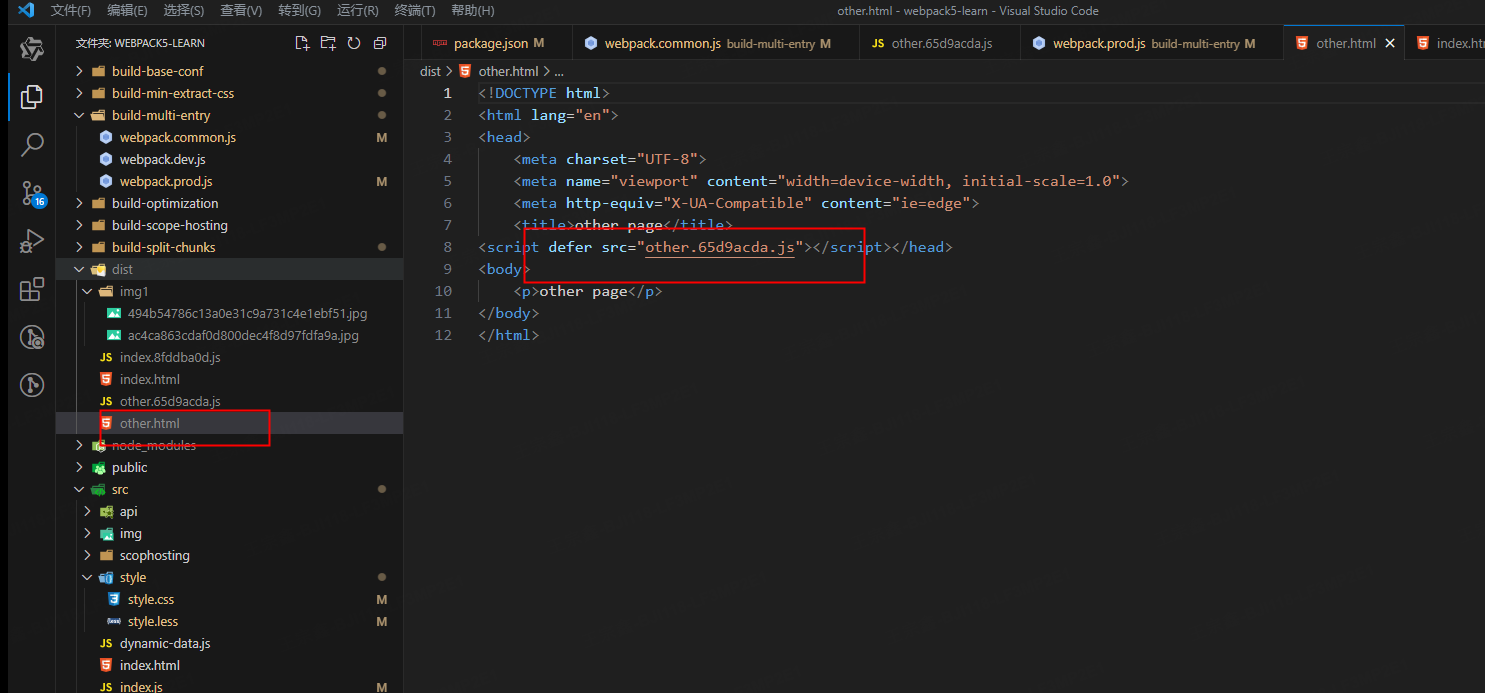 文件(F) 编辑(E) 选择(S) 查看(V) 转到(G) 运行(R) 终端(T) 帮助(H)
other.html - webpack5-learn - Visual Studio Code
文件夹: WEBPACK5-LEARN
build-base-conf
build-min-extract-css
build-multi-entry
webpack.common.js M
webpack.dev.js
webpack.prod.js M
build-optimization
build-scope-hosting
build-split-chunks
dist
img1
494b54786c13a0e31c9a731c4e1ebf51.jpg
ac4ca863cdaf0d800dec4f8d97fdfa9a.jpg
JS index.8fddba0d.js
index.html
JS other.65d9acda.js
other.html
node_modules
public
src
api
img
scophosting
style
style.css M
style.less M
JS dynamic-data.js
index.html
JS index.js M
16
package.json M
webpack.common.js build-multi-entry M
JS other.65d9acda.js
webpack.prod.js build-multi-entry M
other.html
index.ht
dist > other.html > ...
1 <!DOCTYPE html>
2 <html lang="en">
3 <head>
4 <meta charset="UTF-8">
5 <meta name="viewport" content="width=device-width, initial-scale=1.0">
6 <meta http-equiv="X-UA-Compatible" content="ie=edge">
7 <title>other page</title>
8 <script defer src="other.65d9acda.js"></script></head>
9 <body>
10 <p>other page</p>
11 </body>
12 </html>